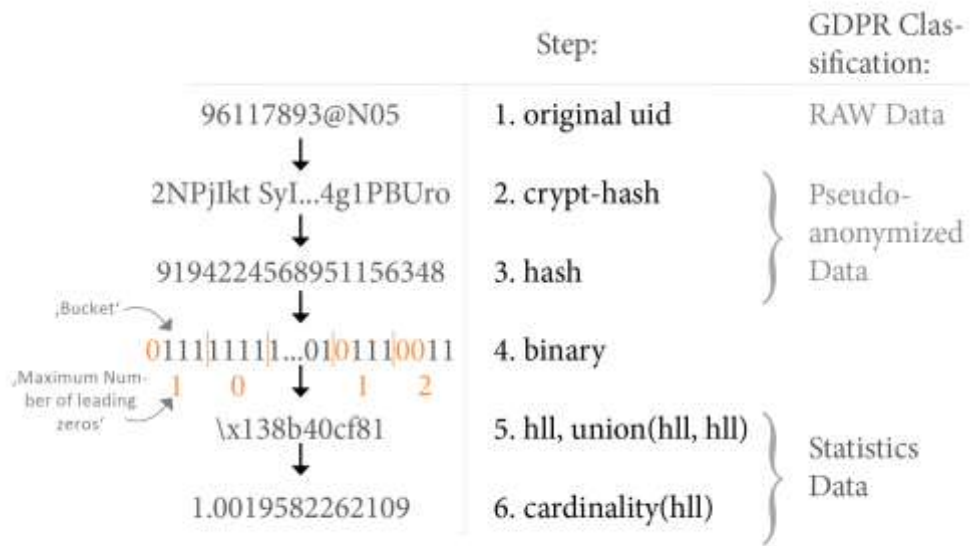 Step:
GDPR Clas-
sification:
96117893@N05
1. original uid
RAW Data
2NPjIkt SyI...4g1PBUro
2. crypt-hash
Pseudo-
anonymized
Data
9194224568951156348
3. hash
‚Bucket‘
0111|1111|1...01|0111|0011
4. binary
‚Maximum Num-
ber of leading
zeros‘
1 0 1 2
\x138b40cf81
5. hll, union(hll, hll)
Statistics
Data
1.0019582262109
6. cardinality(hll)